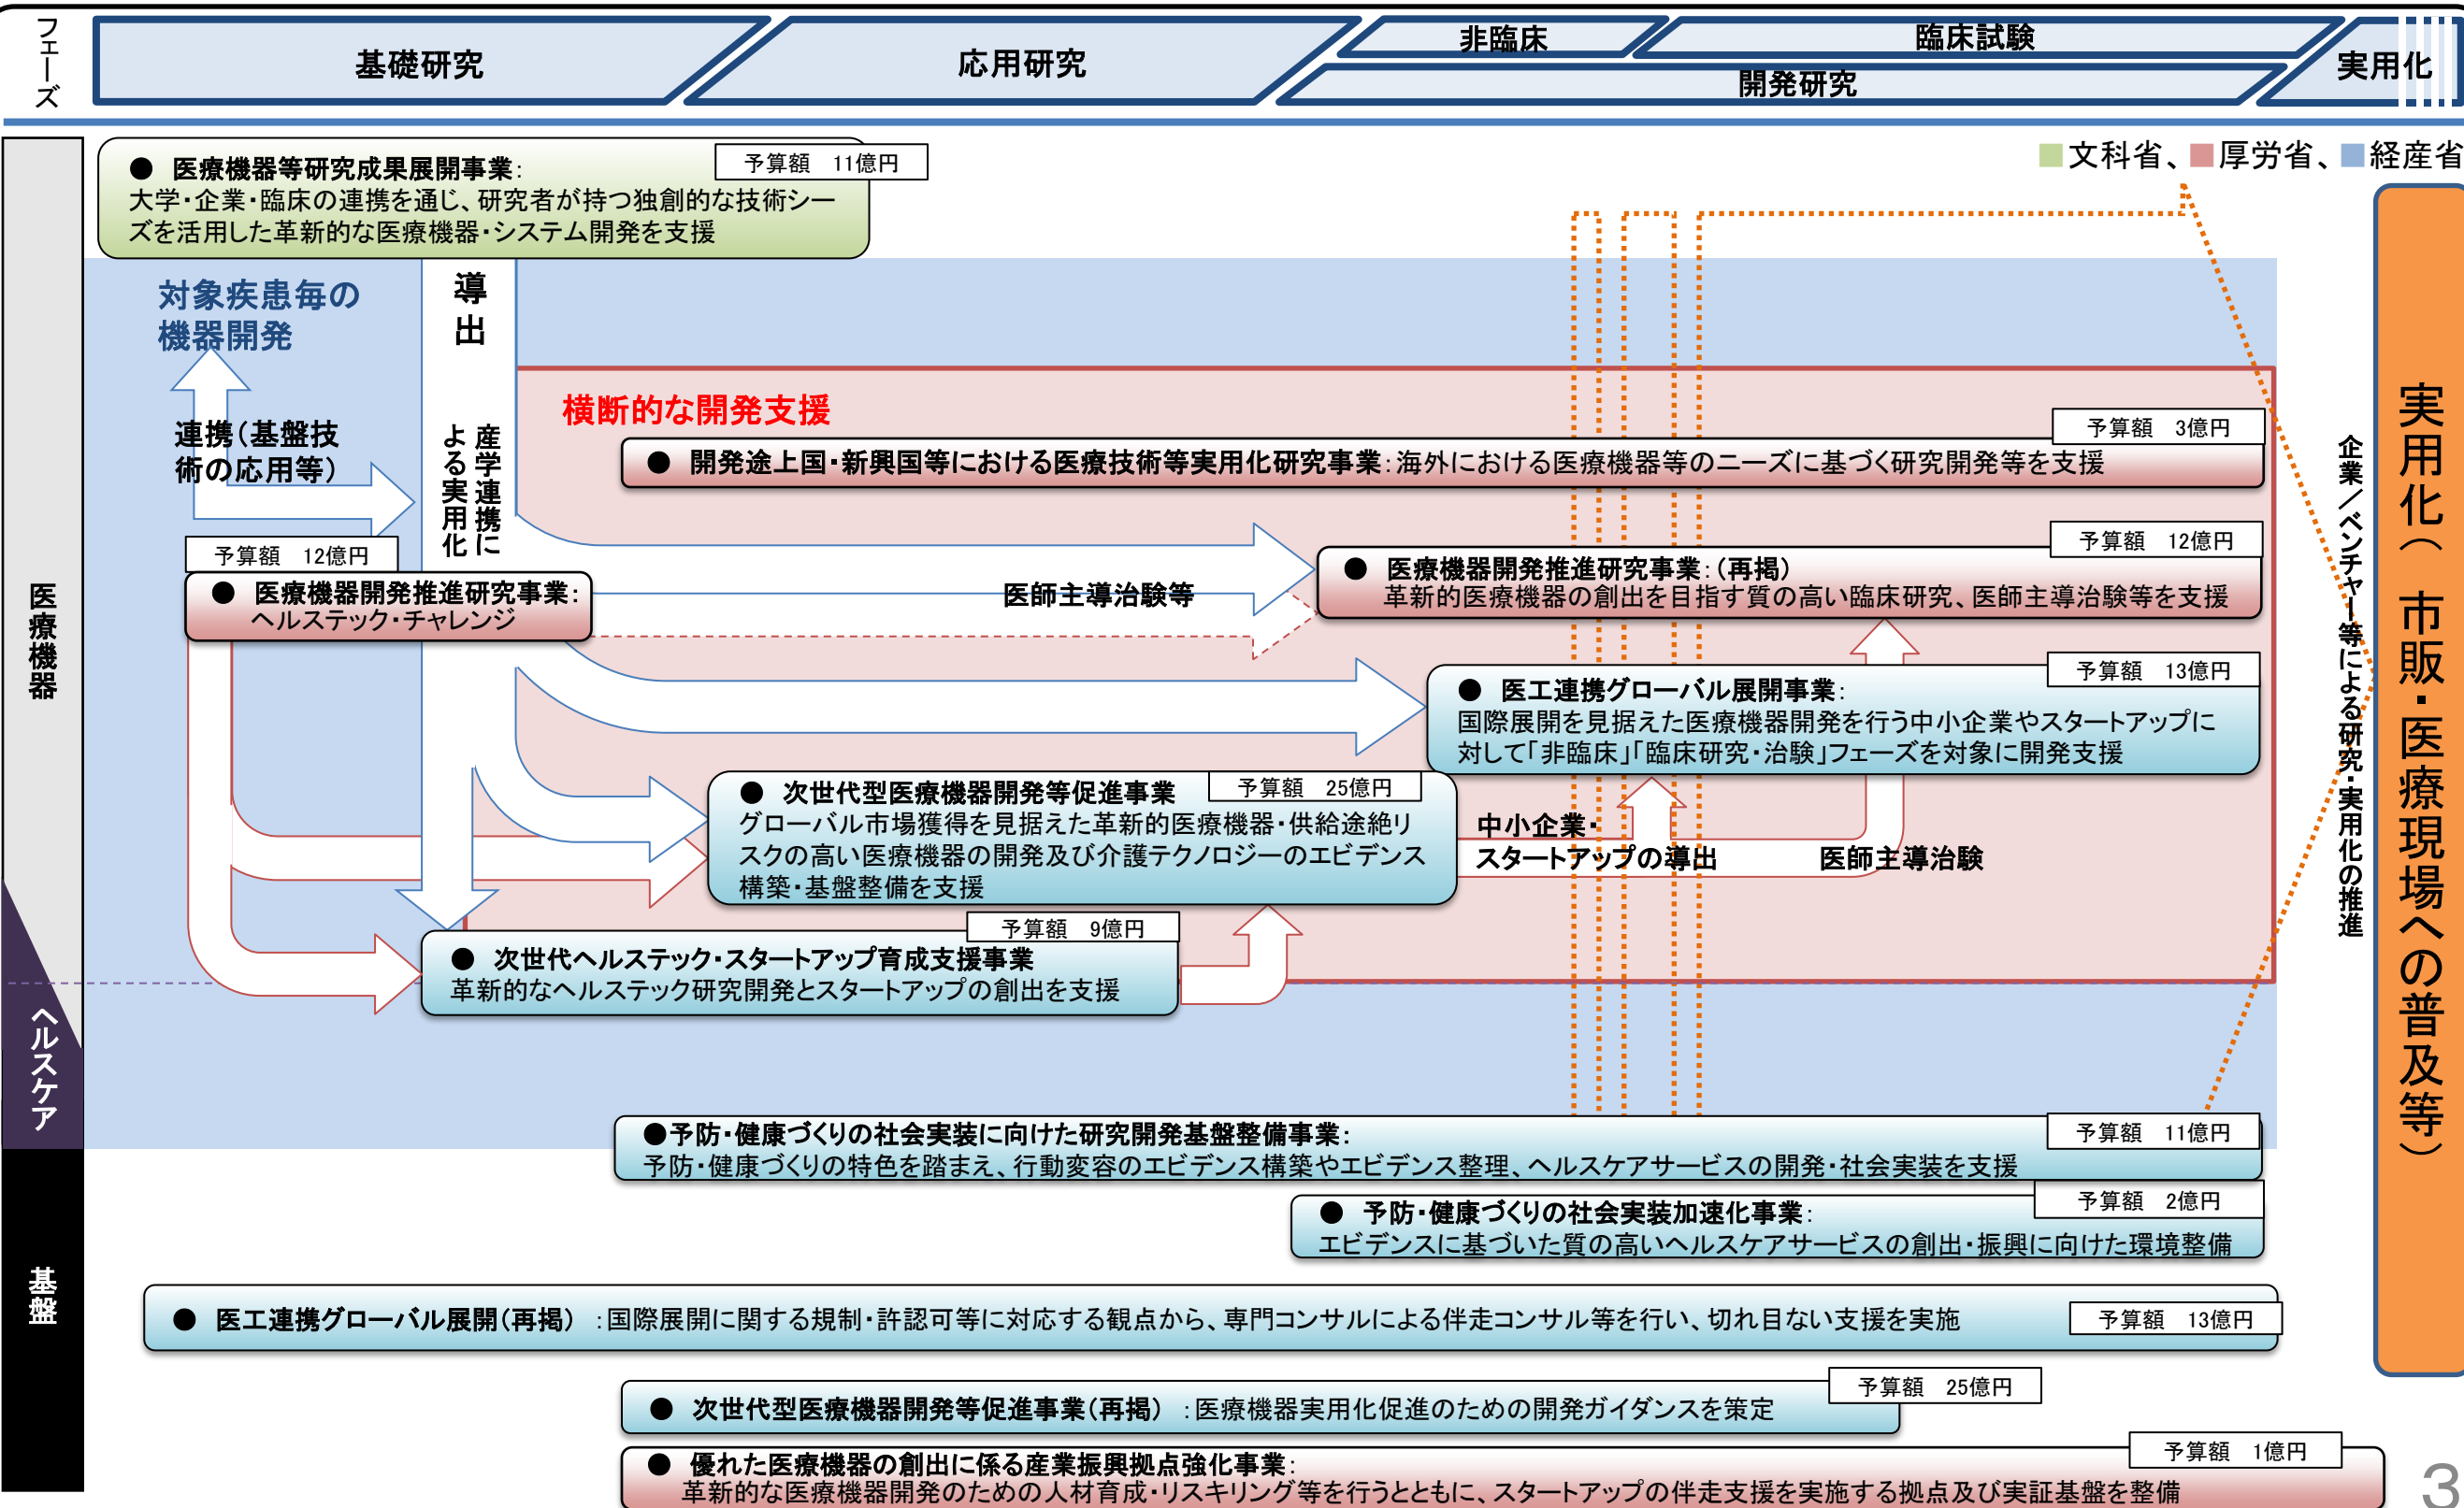 フェーズ
基礎研究
応用研究
非臨床
臨床試験
開発研究
実用化
文科省、厚労省、経産省
医療機器
ヘルスケア
基盤
● 医療機器等研究成果展開事業：
予算額　11億円
大学・企業・臨床の連携を通じ、研究者が持つ独創的な技術シー
ズを活用した革新的な医療機器・システム開発を支援
対象疾患毎の
機器開発
導出
産学連携に
よる実用化
連携（基盤技
術の応用等）
横断的な開発支援
予算額　3億円
● 開発途上国・新興国等における医療技術等実用化研究事業：海外における医療機器等のニーズに基づく研究開発等を支援
予算額　12億円
● 医療機器開発推進研究事業：
ヘルステック・チャレンジ
医師主導治験等
予算額　12億円
● 医療機器開発推進研究事業：（再掲）
革新的医療機器の創出を目指す質の高い臨床研究、医師主導治験等を支援
予算額　13億円
● 医工連携グローバル展開事業：
国際展開を見据えた医療機器開発を行う中小企業やスタートアップに
対して「非臨床」「臨床研究・治験」フェーズを対象に開発支援
● 次世代型医療機器開発等促進事業
予算額　25億円
グローバル市場獲得を見据えた革新的医療機器・供給途絶リ
スクの高い医療機器の開発及び介護テクノロジーのエビデンス
構築・基盤整備を支援
中小企業・
スタートアップの導出
医師主導治験
予算額　9億円
● 次世代ヘルステック・スタートアップ育成支援事業
革新的なヘルステック研究開発とスタートアップの創出を支援
企業／ベンチャー等による研究・実用化の推進
実用化（市販・医療現場への普及等）
●予防・健康づくりの社会実装に向けた研究開発基盤整備事業：
予算額　11億円
予防・健康づくりの特色を踏まえ、行動変容のエビデンス構築やエビデンス整理、ヘルスケアサービスの開発・社会実装を支援
予算額　2億円
● 予防・健康づくりの社会実装加速化事業：
エビデンスに基づいた質の高いヘルスケアサービスの創出・振興に向けた環境整備
● 医工連携グローバル展開（再掲）：国際展開に関する規制・許認可等に対応する観点から、専門コンサルによる伴走コンサル等を行い、切れ目ない支援を実施
予算額　13億円
予算額　25億円
● 次世代型医療機器開発等促進事業（再掲）：医療機器実用化促進のための開発ガイダンスを策定
予算額　1億円
● 優れた医療機器の創出に係る産業振興拠点強化事業：
革新的な医療機器開発のための人材育成・リスキリング等を行うとともに、スタートアップの伴走支援を実施する拠点及び実証基盤を整備
3